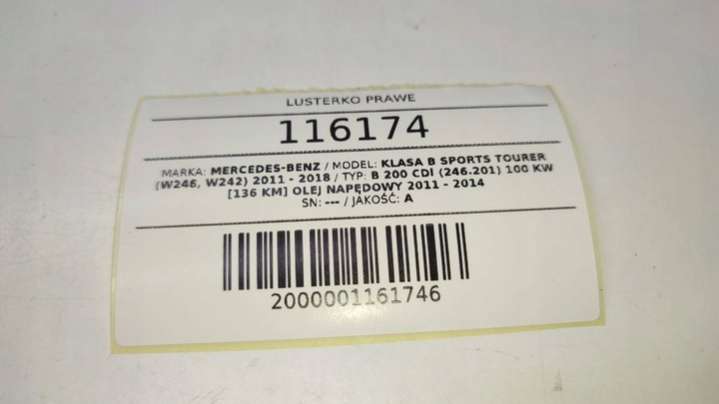 LUSTERKO PRAWE
116174
MARKA: MERCEDES-BENZ / MODEL: KLASA B SPORTS TOURER
(W246, W242) 2011 - 2018 / TYP: B 200 CDI (246.201) 100 KW
[136 KM] OLEJ NAPĘDOWY 2011 - 2014
SN: --- / JAKOŚĆ: A
2000001161746